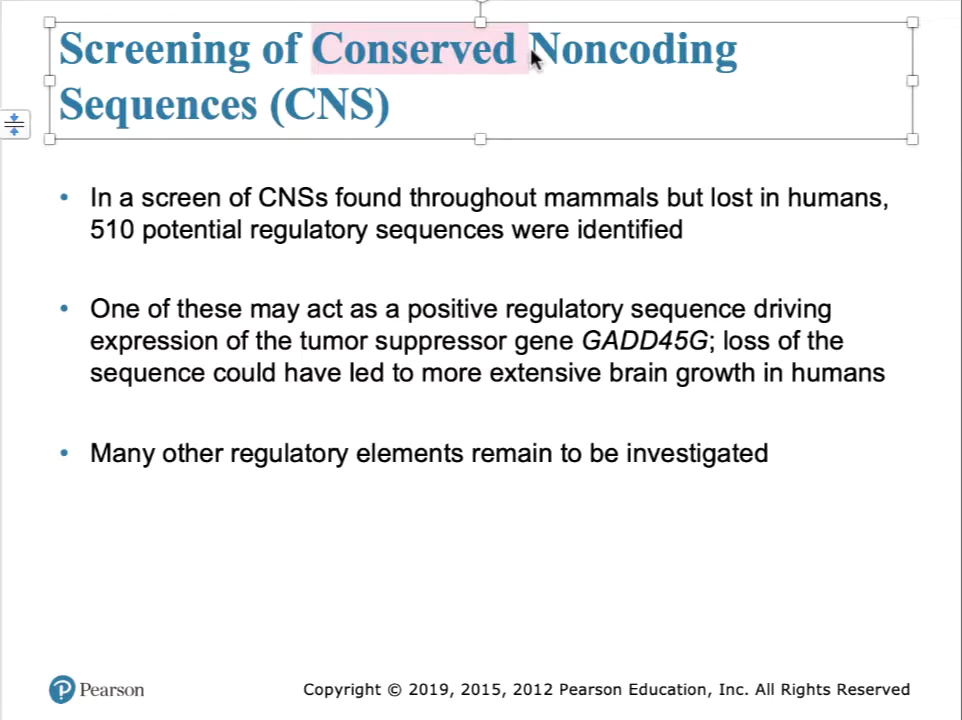 Screening of Conserved Noncoding
Sequences (CNS)
• In a screen of CNSs found throughout mammals but lost in humans,
510 potential regulatory sequences were identified
• One of these may act as a positive regulatory sequence driving
expression of the tumor suppressor gene GADD45G; loss of the
sequence could have led to more extensive brain growth in humans
• Many other regulatory elements remain to be investigated
Pearson
Copyright © 2019, 2015, 2012 Pearson Education, Inc. All Rights Reserved